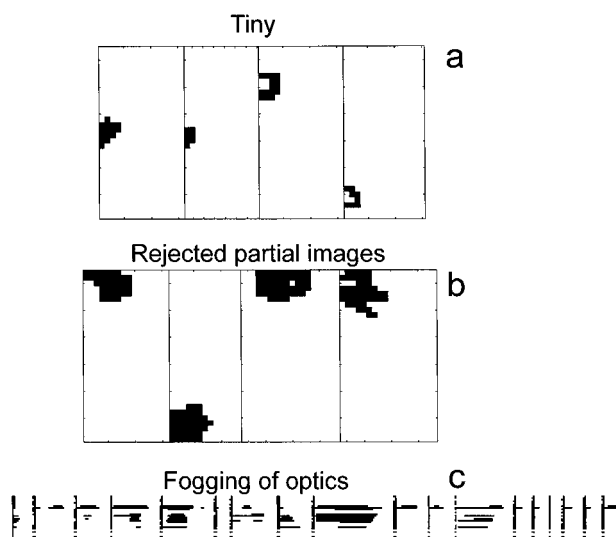 Tiny
a
Rejected partial images
b
Fogging of optics
c